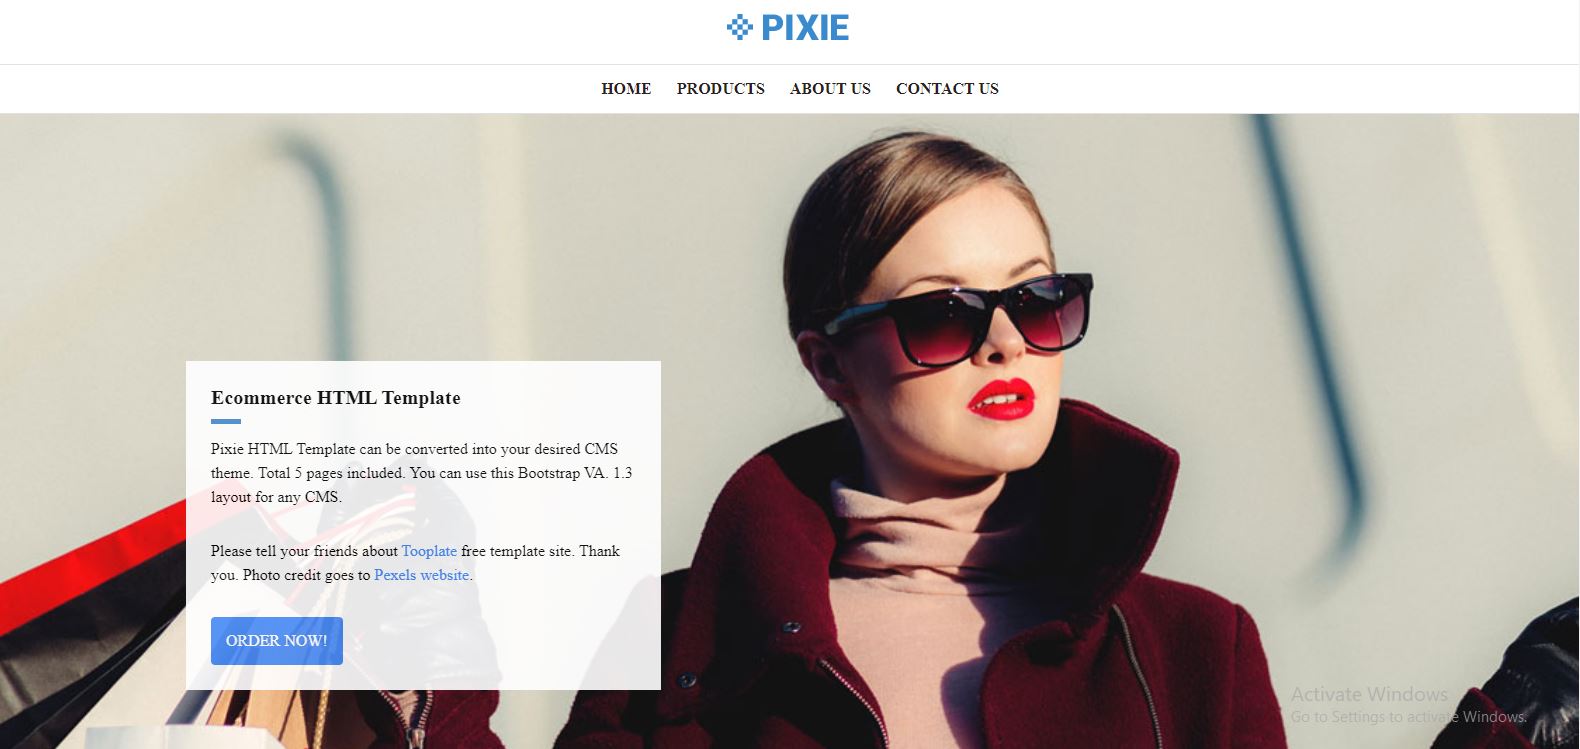 PIXIE
HOME PRODUCTS ABOUT US CONTACT US
Ecommerce HTML Template
Pixie HTML Template can be converted into your desired CMS
theme. Total 5 pages included. You can use this Bootstrap VA. 1.3
layout for any CMS.
Please tell your friends about Tooplate free template site. Thank
you. Photo credit goes to Pexels website.
ORDER NOW!
Activate Windows
Go to Settings to activate Windows.